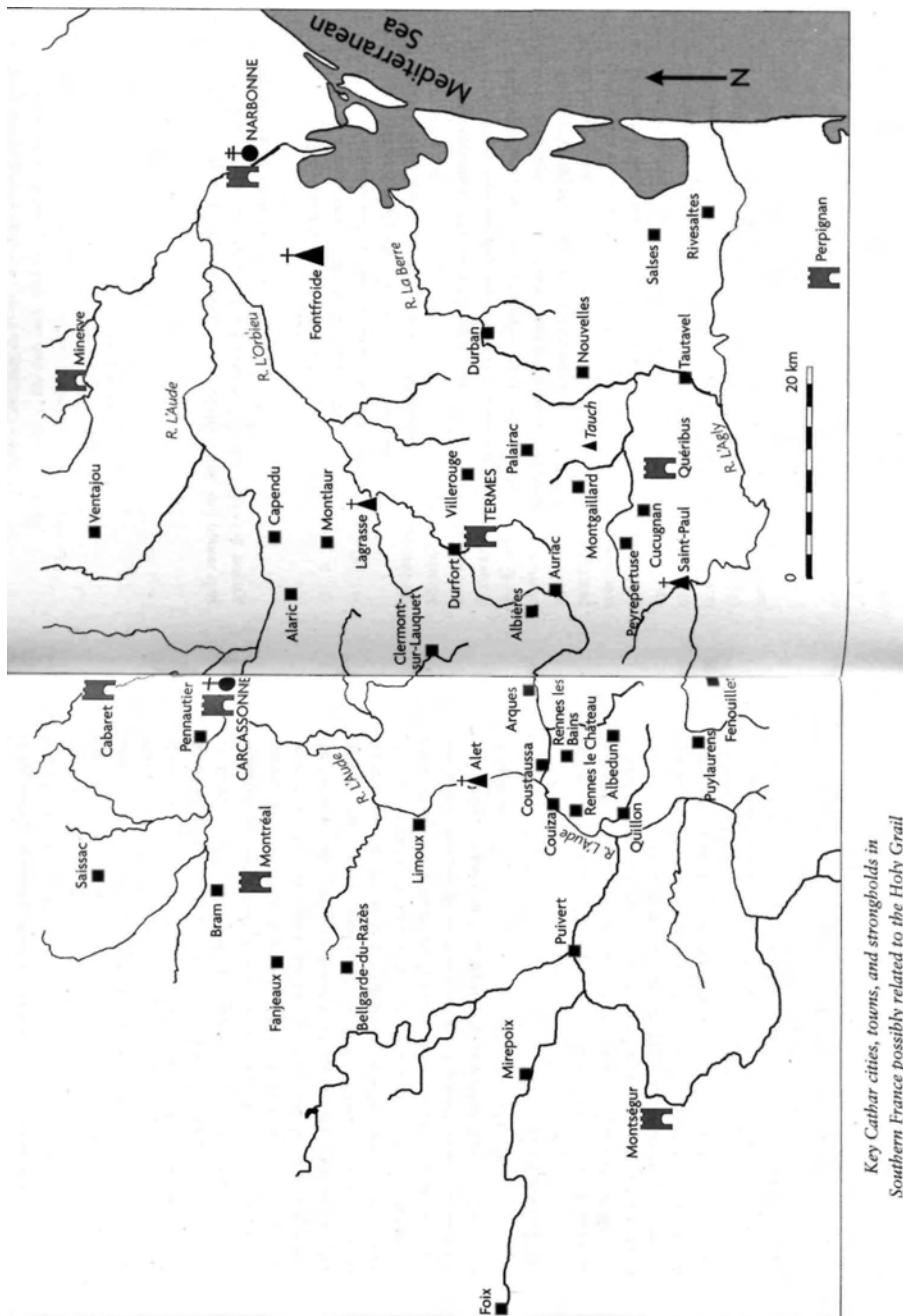 Saissac
Cabaret
Ventajou
Minerve
Pennautier
Bram
CARCASSONNE
R. L'Aude
NARBONNE
Montréal
Fanjeaux
Alaric
Capendu
R. L'Orbieu
Montlaur
Fontfroide
Bellgarde-du-Razès
R. L'Aude
Lagrasse
Limoux
Clermont-
sur-Lauquet
R. La Berre
Mediterranean
Sea
Durfort
Villerouge
TERMES
Alet
Durban
Foix
Mirepoix
Arques
Albières
Auriac
Palairac
Coustaussa
Couiza
Rennes les
Bains
Rennes le Château
Puivert
R. L'Aude
Albedun
Quillon
Montgaillard
Touch
Nouvelles
Peyrepertuse
Cucugnan
Quéribus
Salses
Montségur
Puylaurens
Fenouillet
Saint-Paul
Tautavel
Rivesaltes
R. L'Agly
N
0
20 km
Perpignan
Key Cathar cities, towns, and strongholds in
Southern France possibly related to the Holy Grail